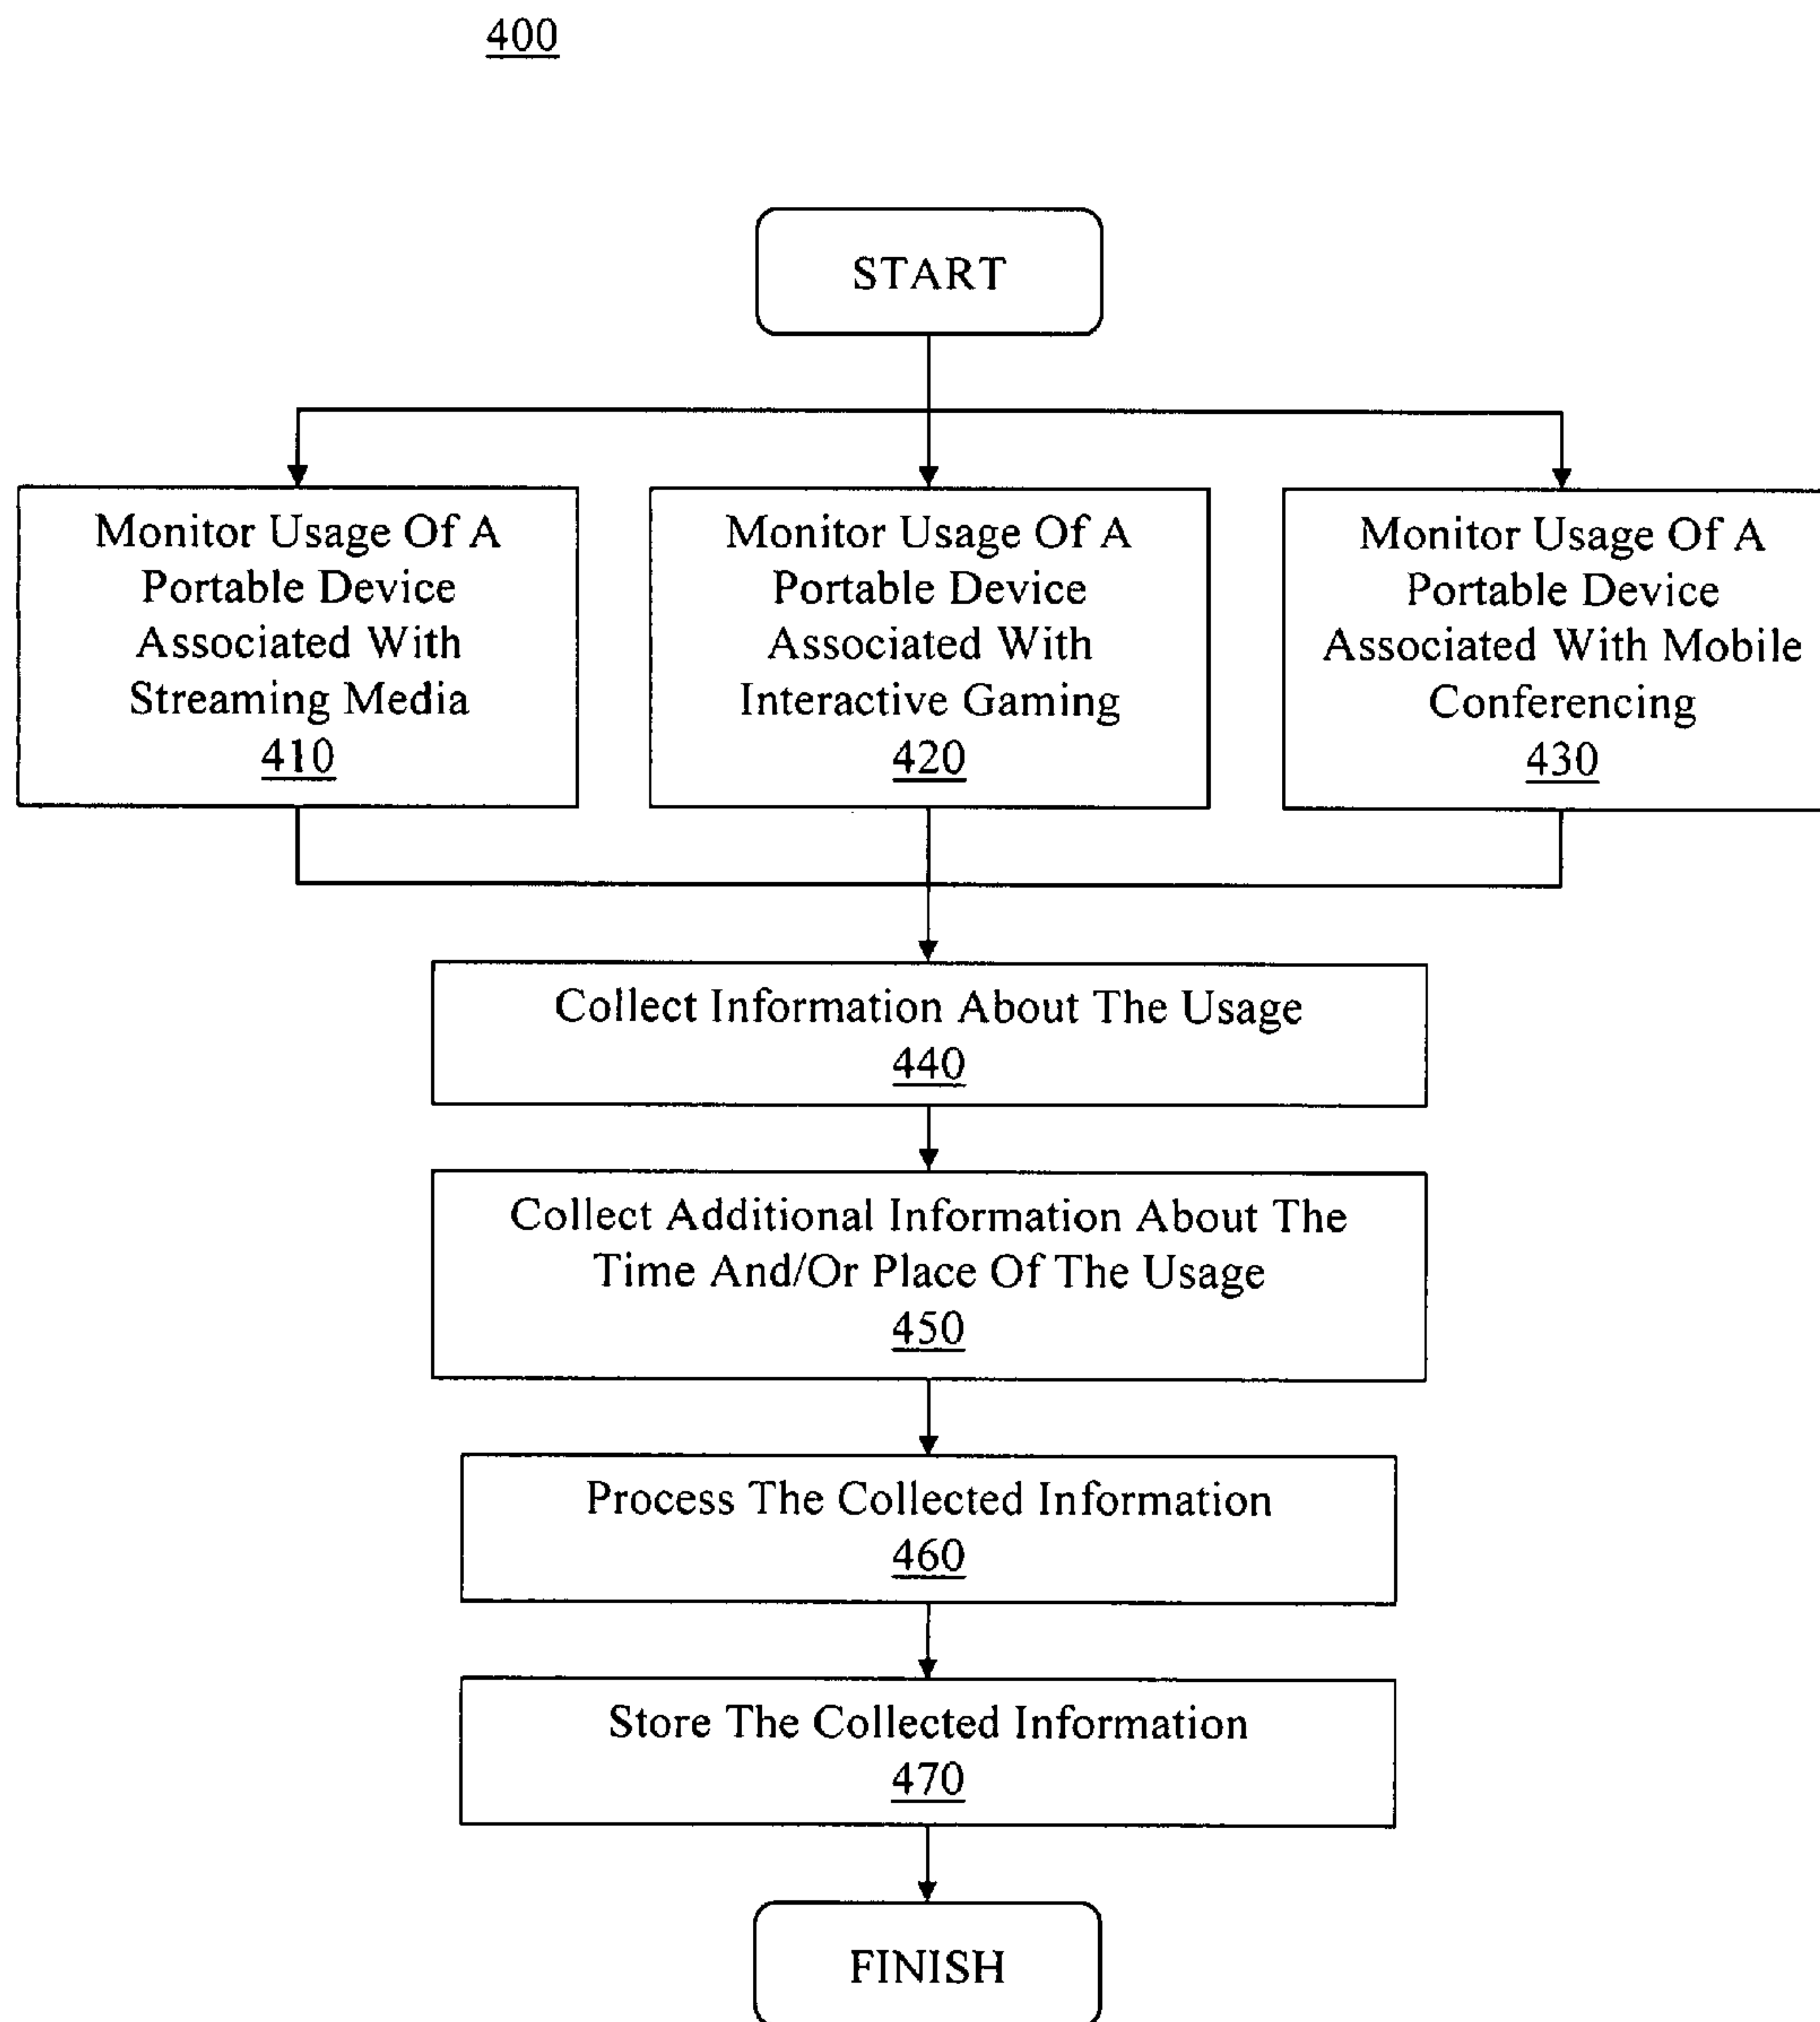 400
START
Monitor Usage Of A
Portable Device
Associated With
Streaming Media
410
Monitor Usage Of A
Portable Device
Associated With
Interactive Gaming
420
Monitor Usage Of A
Portable Device
Associated With Mobile
Conferencing
430
Collect Information About The Usage
440
Collect Additional Information About The
Time And/Or Place Of The Usage
450
Process The Collected Information
460
Store The Collected Information
470
FINISH